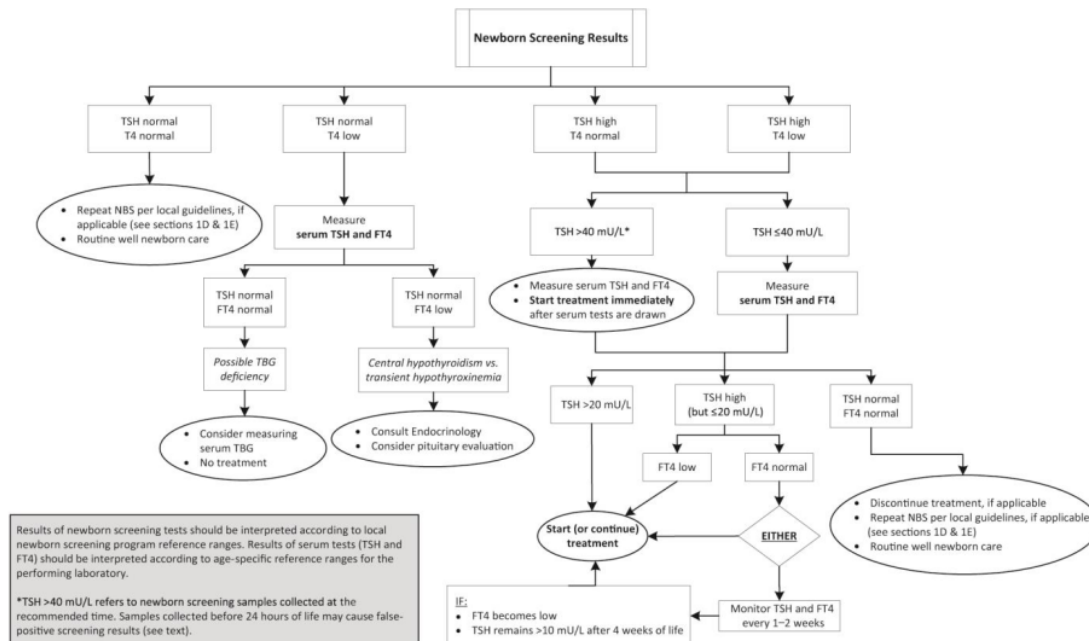 Newborn Screening Results
TSH normal
T4 normal
TSH normal
T4 low
TSH high
T4 normal
TSH high
T4 low
• Repeat NBS per local guidelines, if
applicable (see sections 1D & 1E)
• Routine well newborn care
Measure
serum TSH and FT4
TSH >40 mU/L*
TSH ≤40 mU/L
• Measure serum TSH and FT4
• Start treatment immediately
after serum tests are drawn
Measure
serum TSH and FT4
TSH normal
FT4 normal
TSH normal
FT4 low
Possible TBG
deficiency
Central hypothyroidism vs.
transient hypothyroxinemia
• Consider measuring
serum TBG
• No treatment
• Consult Endocrinology
• Consider pituitary evaluation
TSH >20 mU/L
TSH high
(but ≤20 mU/L)
TSH normal
FT4 normal
FT4 low
FT4 normal
• Discontinue treatment, if applicable
• Repeat NBS per local guidelines, if applicable
(see sections 1D & 1E)
• Routine well newborn care
Start (or continue)
treatment
EITHER
Monitor TSH and FT4
every 1–2 weeks
IF:
• FT4 becomes low
• TSH remains >10 mU/L after 4 weeks of life
Results of newborn screening tests should be interpreted according to local
newborn screening program reference ranges. Results of serum tests (TSH and
FT4) should be interpreted according to age-specific reference ranges for the
performing laboratory.
*TSH >40 mU/L refers to newborn screening samples collected at the
recommended time. Samples collected before 24 hours of life may cause false-
positive screening results (see text).